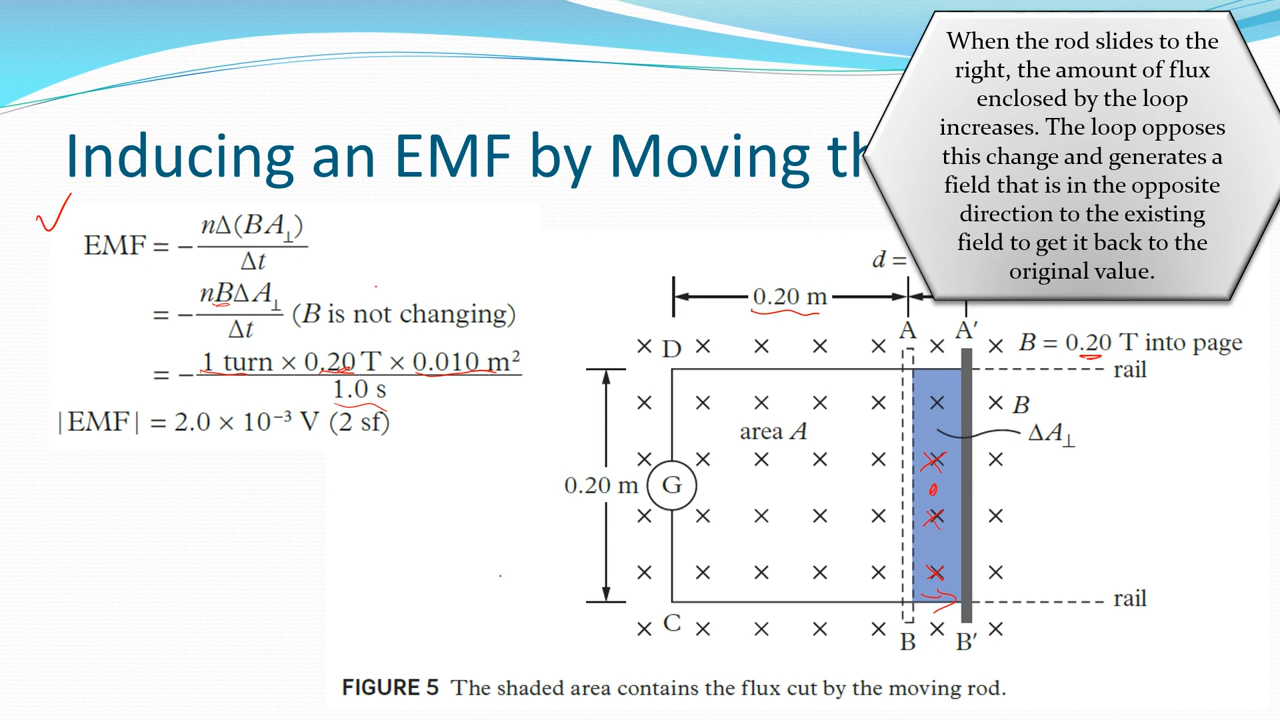 Inducing an EMF by Moving th
When the rod slides to the
right, the amount of flux
enclosed by the loop
increases. The loop opposes
this change and generates a
field that is in the opposite
direction to the existing
field to get it back to the
original value.
EMF = − nΔ(BA⊥) / Δt
= − nBΔA⊥ / Δt (B is not changing)
= − 1 turn × 0.20 T × 0.010 m² / 1.0 s
|EMF| = 2.0 × 10⁻³ V (2 sf)
d =
0.20 m
A A′
D
B = 0.20 T into page
rail
B
area A
ΔA⊥
0.20 m
G
rail
C
B B′
FIGURE 5 The shaded area contains the flux cut by the moving rod.